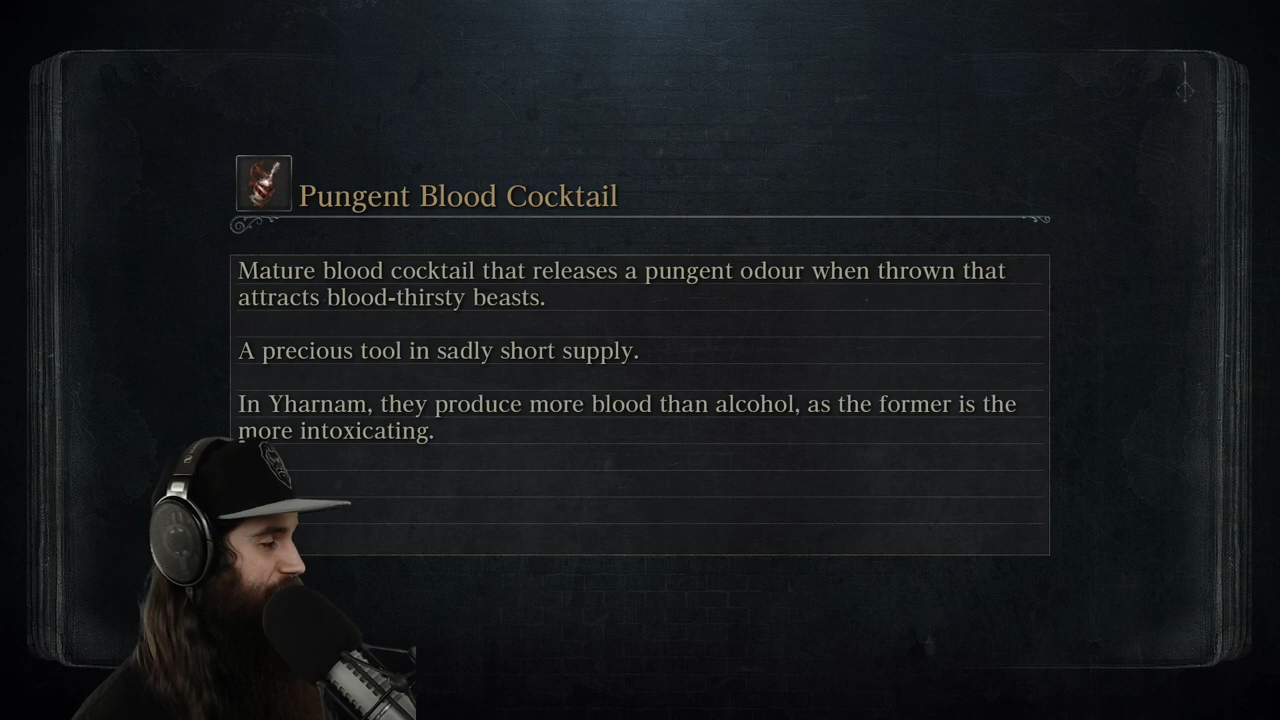 Pungent Blood Cocktail
Mature blood cocktail that releases a pungent odour when thrown that
attracts blood-thirsty beasts.
A precious tool in sadly short supply.
In Yharnam, they produce more blood than alcohol, as the former is the
more intoxicating.